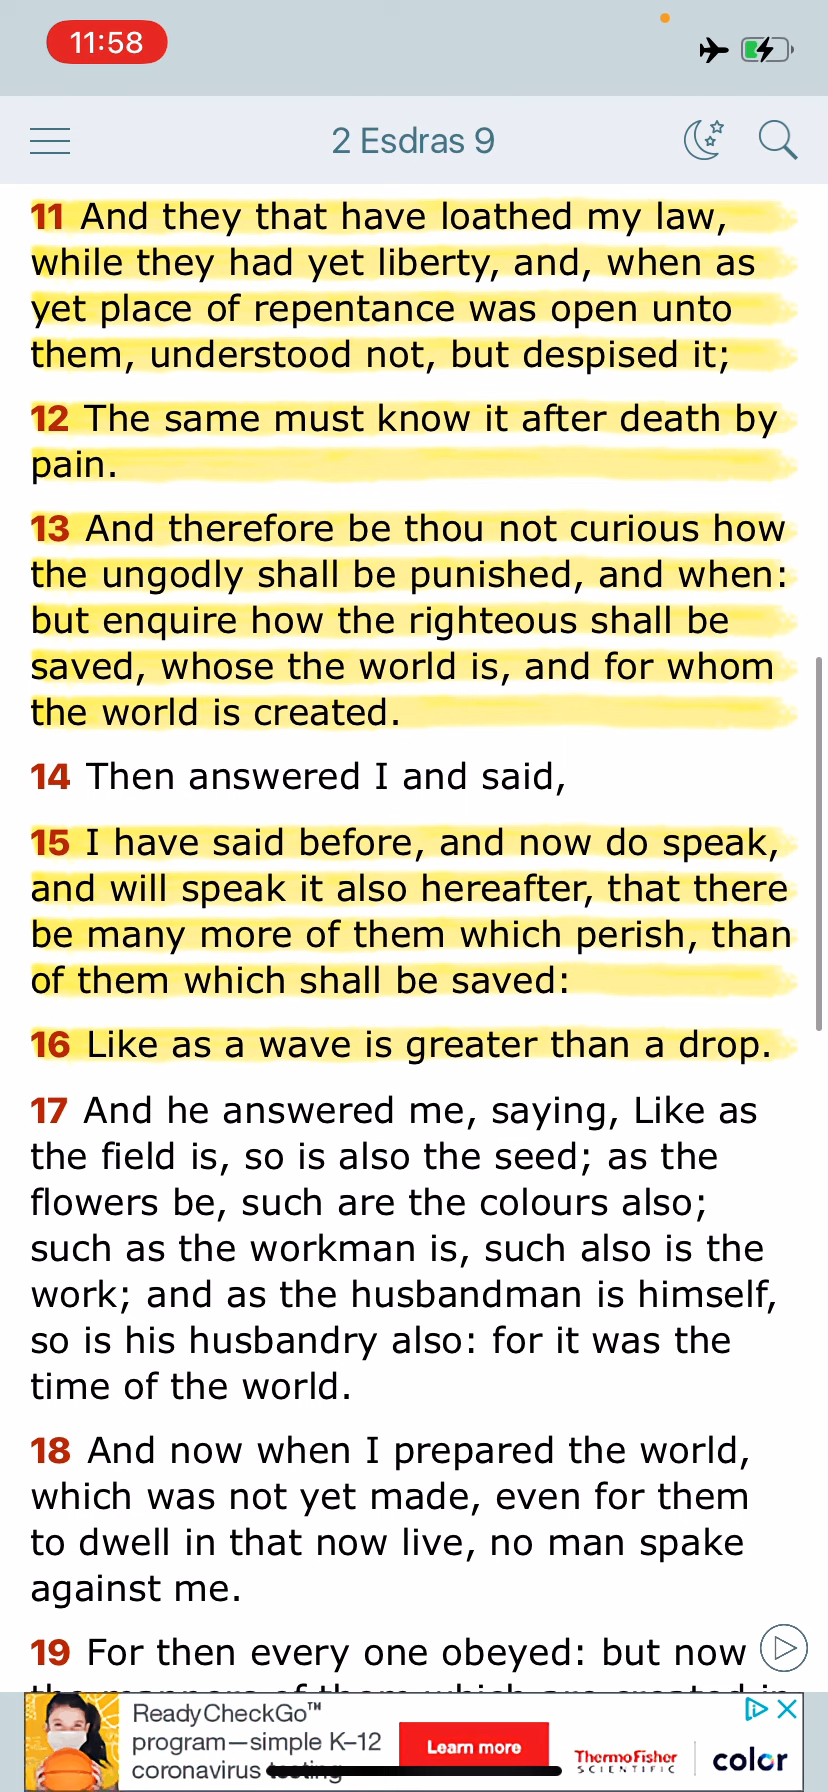 11:58
2 Esdras 9
11 And they that have loathed my law,
while they had yet liberty, and, when as
yet place of repentance was open unto
them, understood not, but despised it;
12 The same must know it after death by
pain.
13 And therefore be thou not curious how
the ungodly shall be punished, and when:
but enquire how the righteous shall be
saved, whose the world is, and for whom
the world is created.
14 Then answered I and said,
15 I have said before, and now do speak,
and will speak it also hereafter, that there
be many more of them which perish, than
of them which shall be saved:
16 Like as a wave is greater than a drop.
17 And he answered me, saying, Like as
the field is, so is also the seed; as the
flowers be, such are the colours also;
such as the workman is, such also is the
work; and as the husbandman is himself,
so is his husbandry also: for it was the
time of the world.
18 And now when I prepared the world,
which was not yet made, even for them
to dwell in that now live, no man spake
against me.
19 For then every one obeyed: but now
the manners of them which are created in
ReadyCheckGo™
program—simple K–12
coronavirus testing
Learn more
ThermoFisher
SCIENTIFIC
color